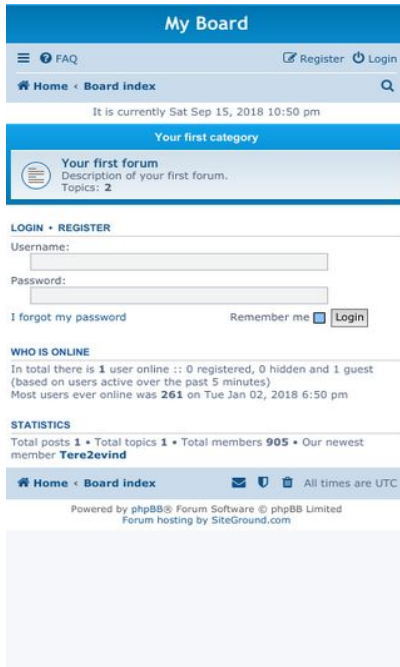 My Board
FAQ
Register Login
Home ‹ Board index
It is currently Sat Sep 15, 2018 10:50 pm
Your first category
Your first forum
Description of your first forum.
Topics: 2
LOGIN • REGISTER
Username:
Password:
I forgot my password Remember me Login
WHO IS ONLINE
In total there is 1 user online :: 0 registered, 0 hidden and 1 guest
(based on users active over the past 5 minutes)
Most users ever online was 261 on Tue Jan 02, 2018 6:50 pm
STATISTICS
Total posts 1 • Total topics 1 • Total members 905 • Our newest
member Tere2evind
Home ‹ Board index All times are UTC
Powered by phpBB® Forum Software © phpBB Limited
Forum hosting by SiteGround.com